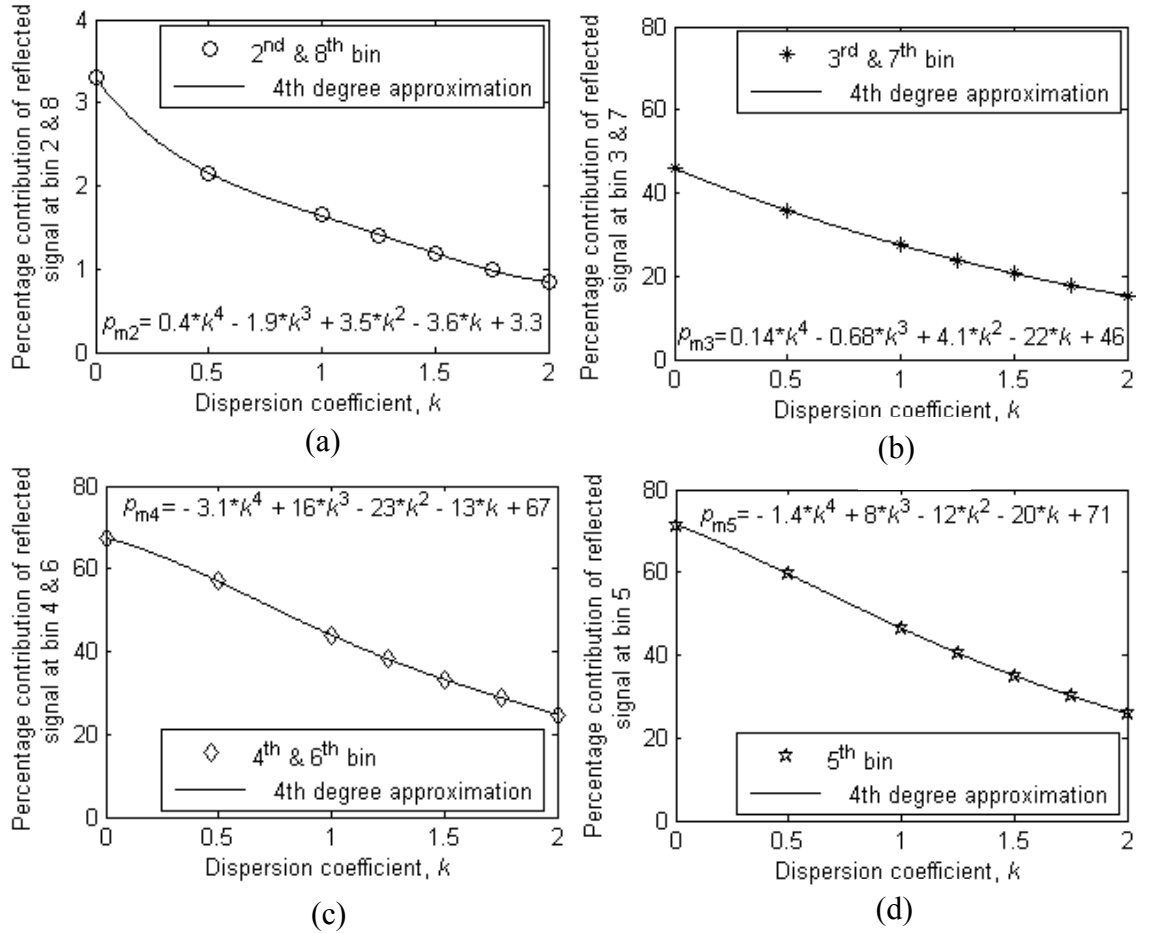 Percentage contribution of reflected
signal at bin 2 & 8
4
3
2
1
0
2nd & 8th bin
4th degree approximation
pm2= 0.4*k4 - 1.9*k3 + 3.5*k2 - 3.6*k + 3.3
0 0.5 1 1.5 2
Dispersion coefficient, k
(a)
Percentage contribution of reflected
signal at bin 3 & 7
80
60
40
20
0
3rd & 7th bin
4th degree approximation
pm3= 0.14*k4 - 0.68*k3 + 4.1*k2 - 22*k + 46
0 0.5 1 1.5 2
Dispersion coefficient, k
(b)
Percentage contribution of reflected
signal at bin 4 & 6
80
60
40
20
0
pm4= - 3.1*k4 + 16*k3 - 23*k2 - 13*k + 67
4th & 6th bin
4th degree approximation
0 0.5 1 1.5 2
Dispersion coefficient, k
(c)
Percentage contribution of reflected
signal at bin 5
80
60
40
20
0
pm5= - 1.4*k4 + 8*k3 - 12*k2 - 20*k + 71
5th bin
4th degree approximation
0 0.5 1 1.5 2
Dispersion coefficient, k
(d)